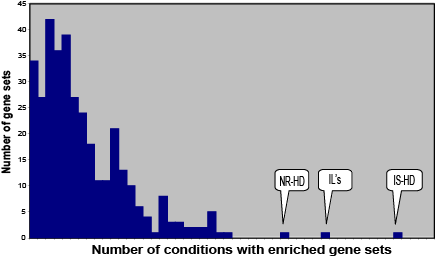 45
40
35
30
25
20
15
10
5
0
Number of gene sets
NR-HD
IL's
IS-HD
Number of conditions with enriched gene sets